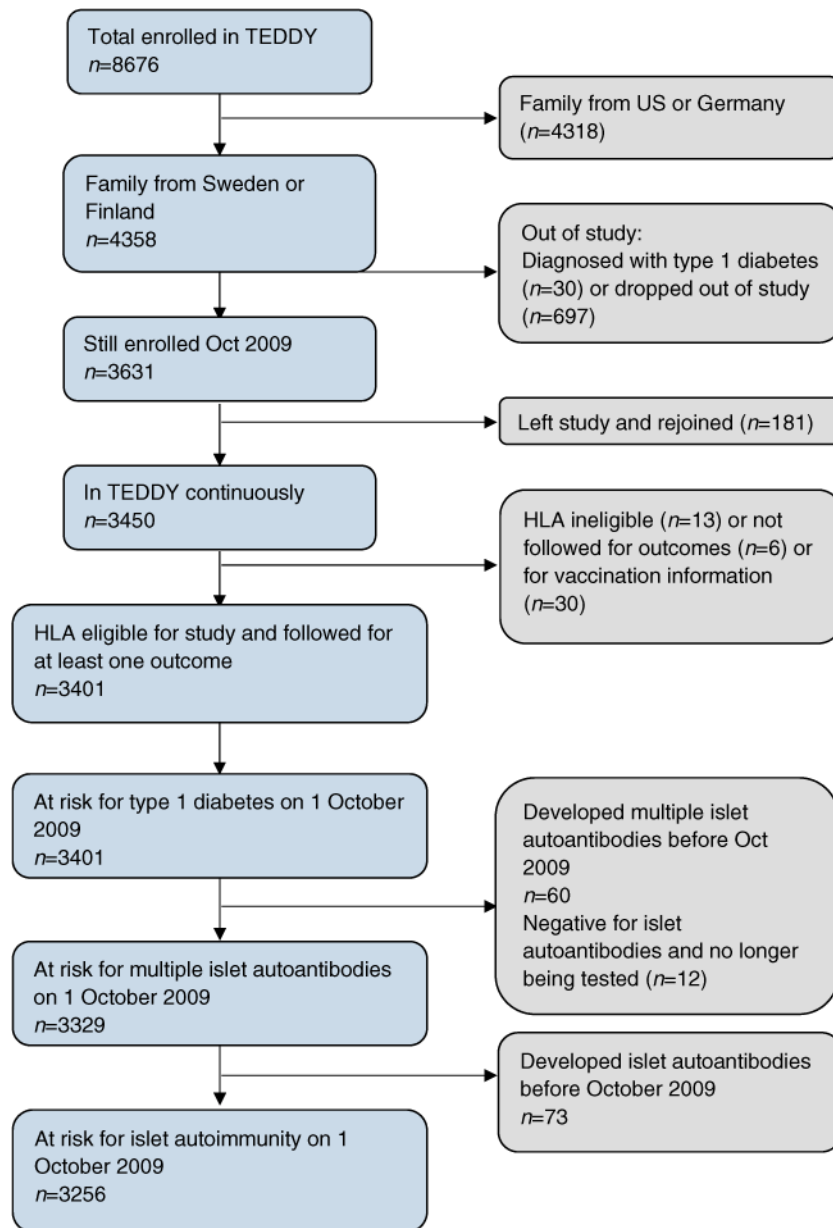 Total enrolled in TEDDY
n=8676
Family from US or Germany
(n=4318)
Family from Sweden or
Finland
n=4358
Out of study:
Diagnosed with type 1 diabetes
(n=30) or dropped out of study
(n=697)
Still enrolled Oct 2009
n=3631
Left study and rejoined (n=181)
In TEDDY continuously
n=3450
HLA ineligible (n=13) or not
followed for outcomes (n=6) or
for vaccination information
(n=30)
HLA eligible for study and followed for
at least one outcome
n=3401
At risk for type 1 diabetes on 1 October
2009
n=3401
Developed multiple islet
autoantibodies before Oct
2009
n=60
Negative for islet
autoantibodies and no longer
being tested (n=12)
At risk for multiple islet autoantibodies
on 1 October 2009
n=3329
Developed islet autoantibodies
before October 2009
n=73
At risk for islet autoimmunity on 1
October 2009
n=3256